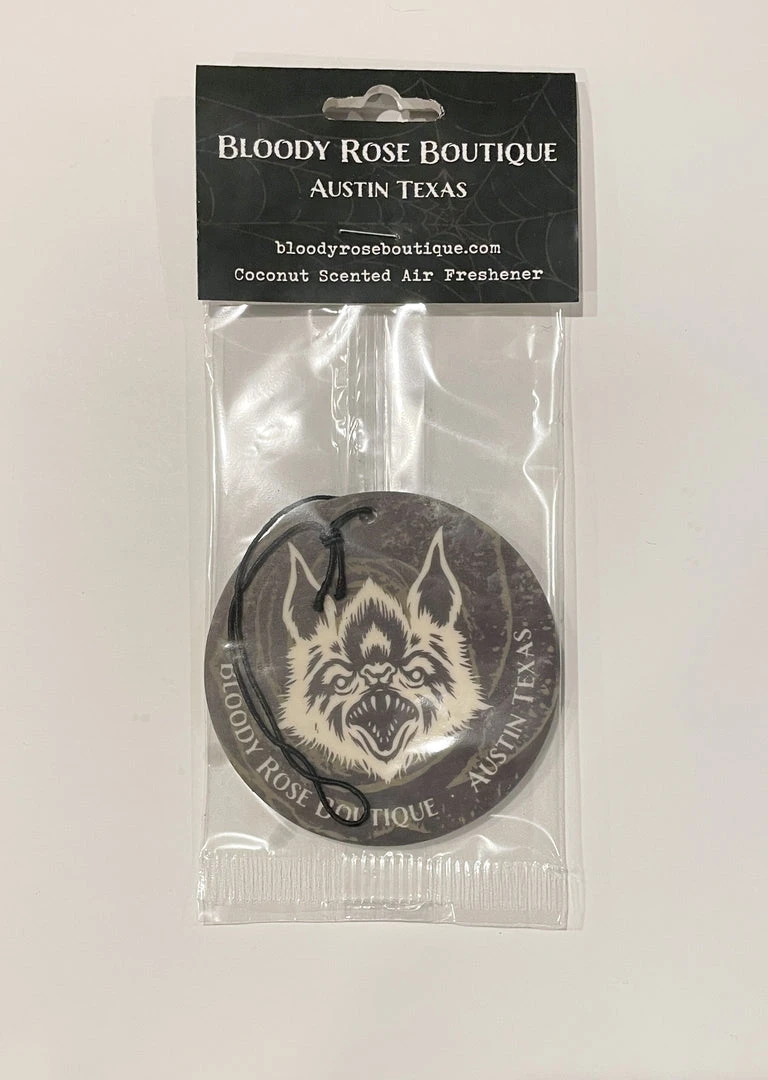 Bloody Rose Boutique
Austin Texas
bloodyroseboutique.com
Coconut Scented Air Freshener
Bloody Rose Boutique · Austin Texas